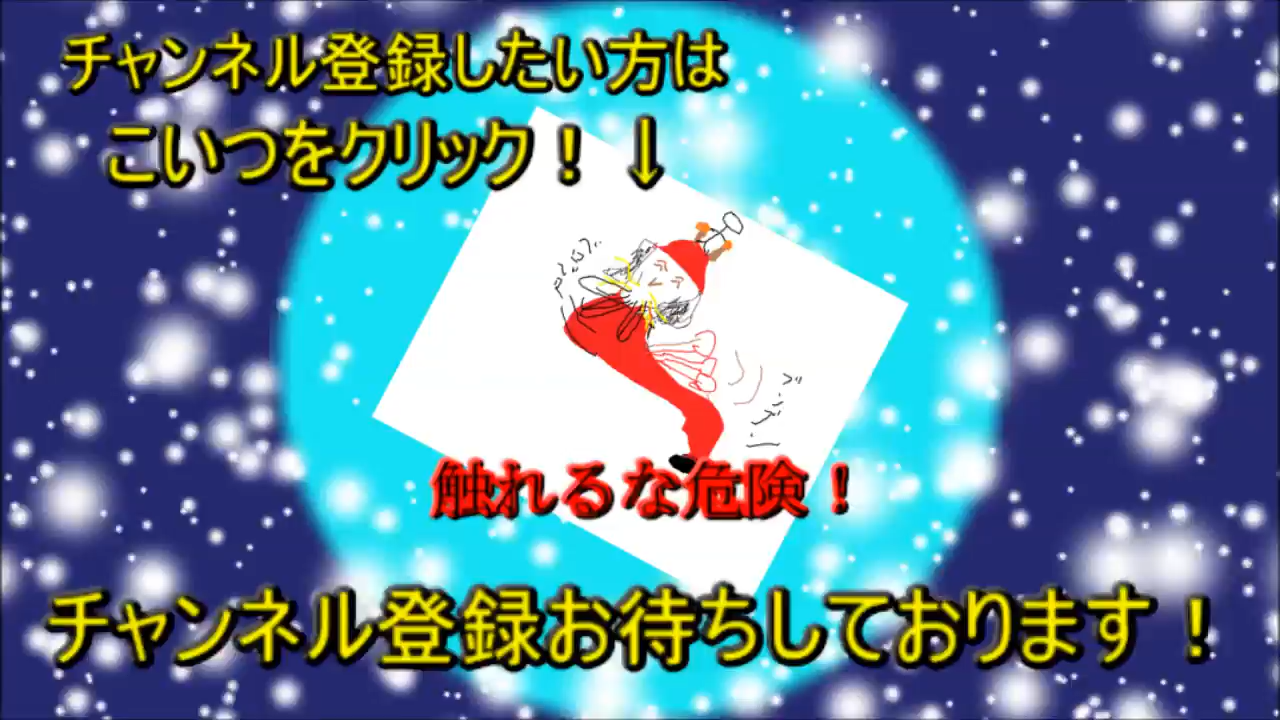 チャンネル登録したい方は
こいつをクリック！↓
触れるな危険！
チャンネル登録お待ちしております！